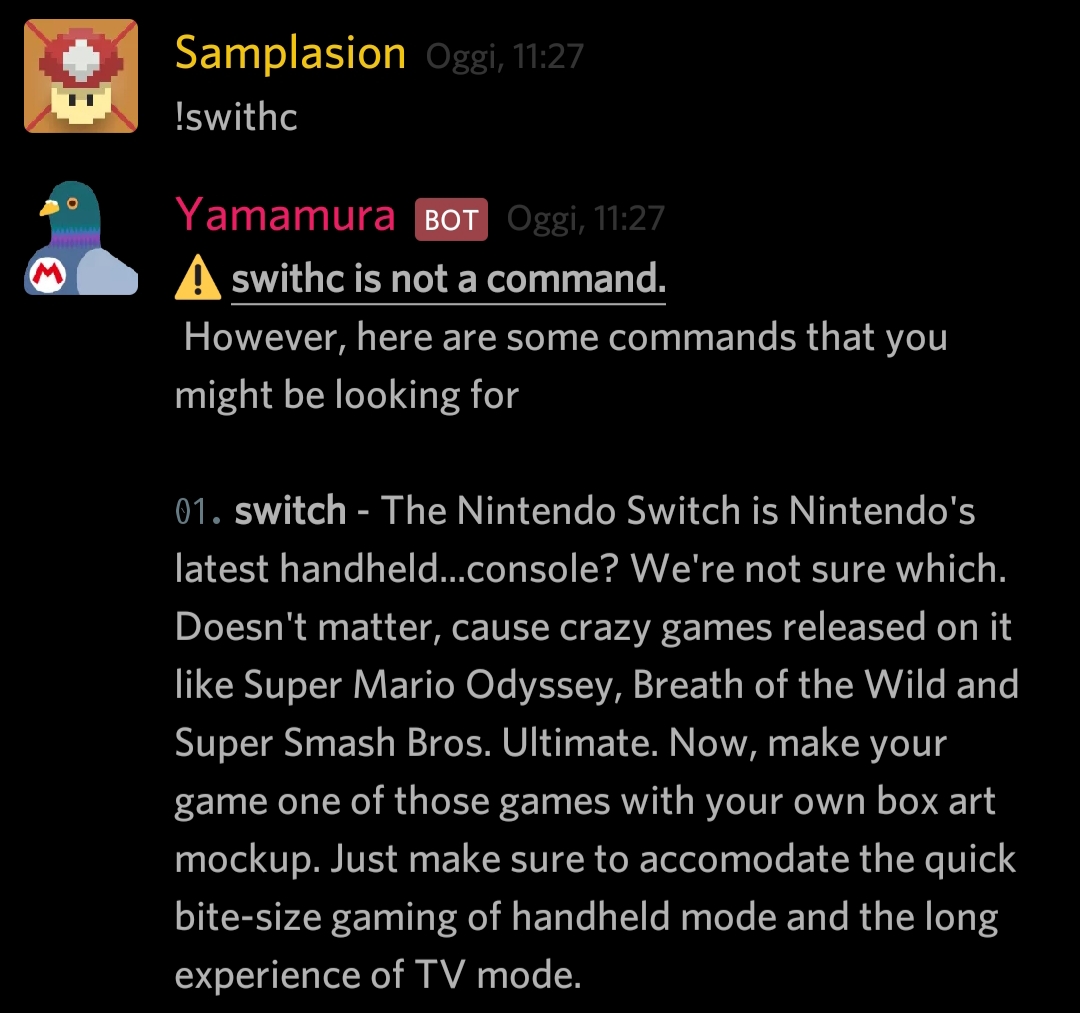 Samplasion Oggi, 11:27
!swithc
Yamamura BOT Oggi, 11:27
⚠️ swithc is not a command.
However, here are some commands that you
might be looking for
01. switch - The Nintendo Switch is Nintendo's
latest handheld...console? We're not sure which.
Doesn't matter, cause crazy games released on it
like Super Mario Odyssey, Breath of the Wild and
Super Smash Bros. Ultimate. Now, make your
game one of those games with your own box art
mockup. Just make sure to accomodate the quick
bite-size gaming of handheld mode and the long
experience of TV mode.